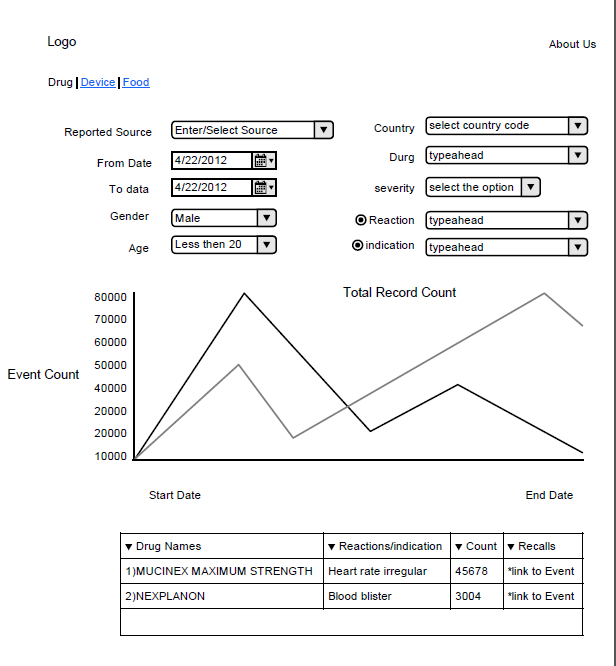 Logo
About Us
Drug Device Food
Reported Source Enter/Select Source
Country select country code
From Date 4/22/2012
Durg typeahead
To data 4/22/2012
severity select the option
Gender Male
Reaction typeahead
Age Less then 20
indication typeahead
Total Record Count
80000
70000
60000
50000
Event Count
40000
20000
20000
10000
Start Date End Date
Drug Names Reactions/indication Count Recalls
1)MUCINEX MAXIMUM STRENGTH Heart rate irregular 45678 *link to Event
2)NEXPLANON Blood blister 3004 *link to Event